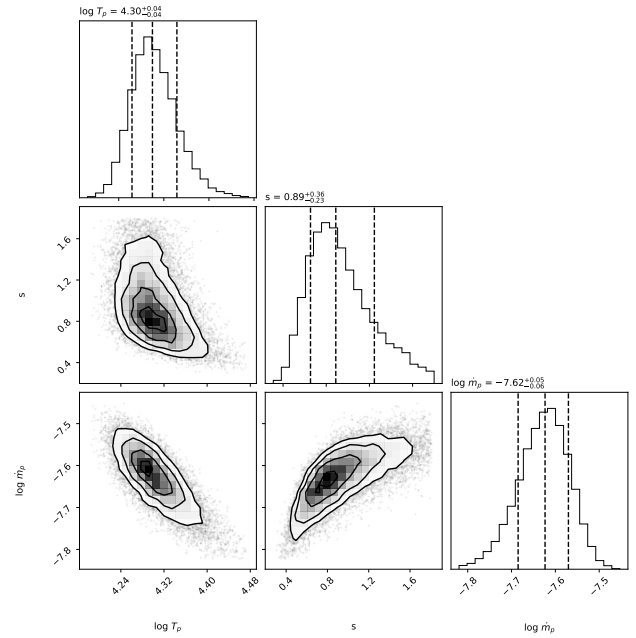 log T_p = 4.30^{+0.04}_{-0.04}
s = 0.89^{+0.36}_{-0.23}
s
1.6
1.2
0.8
0.4
log ṁ_p = −7.62^{+0.05}_{-0.06}
log ṁ_p
−7.5
−7.6
−7.7
−7.8
4.24 4.32 4.40 4.48
0.4 0.8 1.2 1.6
−7.8 −7.7 −7.6 −7.5
log T_p
s
log ṁ_p